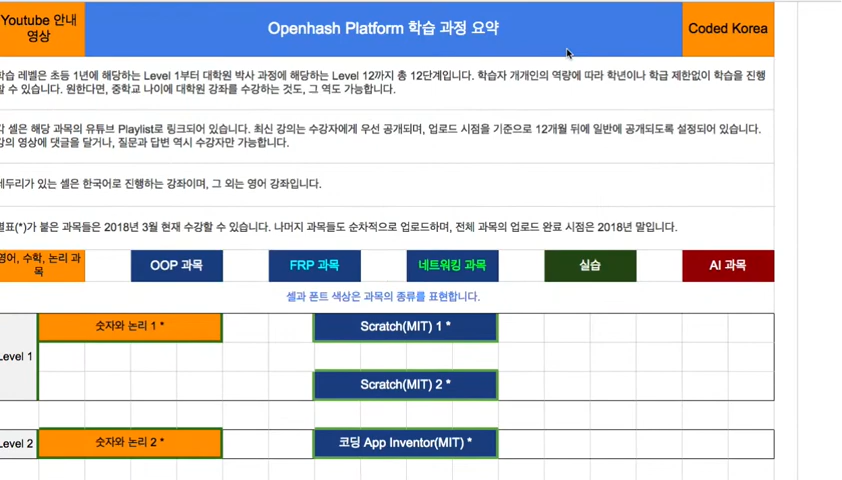 Youtube 안내
영상
Openhash Platform 학습 과정 요약
Coded Korea
학습 레벨은 초등 1년에 해당하는 Level 1부터 대학원 박사 과정에 해당하는 Level 12까지 총 12단계입니다. 학습자 개개인의 역량에 따라 학년이나 학급 제한없이 학습을 진행
할 수 있습니다. 원한다면, 중학교 나이에 대학원 강좌를 수강하는 것도, 그 역도 가능합니다.
각 셀은 해당 과목의 유튜브 Playlist로 링크되어 있습니다. 최신 강의는 수강자에게 우선 공개되며, 업로드 시점을 기준으로 12개월 뒤에 일반에 공개되도록 설정되어 있습니다.
강의 영상에 댓글을 달거나, 질문과 답변 역시 수강자만 가능합니다.
테두리가 있는 셀은 한국어로 진행하는 강좌이며, 그 외는 영어 강좌입니다.
별표(*)가 붙은 과목들은 2018년 3월 현재 수강할 수 있습니다. 나머지 과목들도 순차적으로 업로드하며, 전체 과목의 업로드 완료 시점은 2018년 말입니다.
영어, 수학, 논리 과
목
OOP 과목
FRP 과목
네트워킹 과목
실습
AI 과목
셀과 폰트 색상은 과목의 종류를 표현합니다.
숫자와 논리 1 *
Scratch(MIT) 1 *
Level 1
Scratch(MIT) 2 *
Level 2
숫자와 논리 2 *
코딩 App Inventor(MIT) *